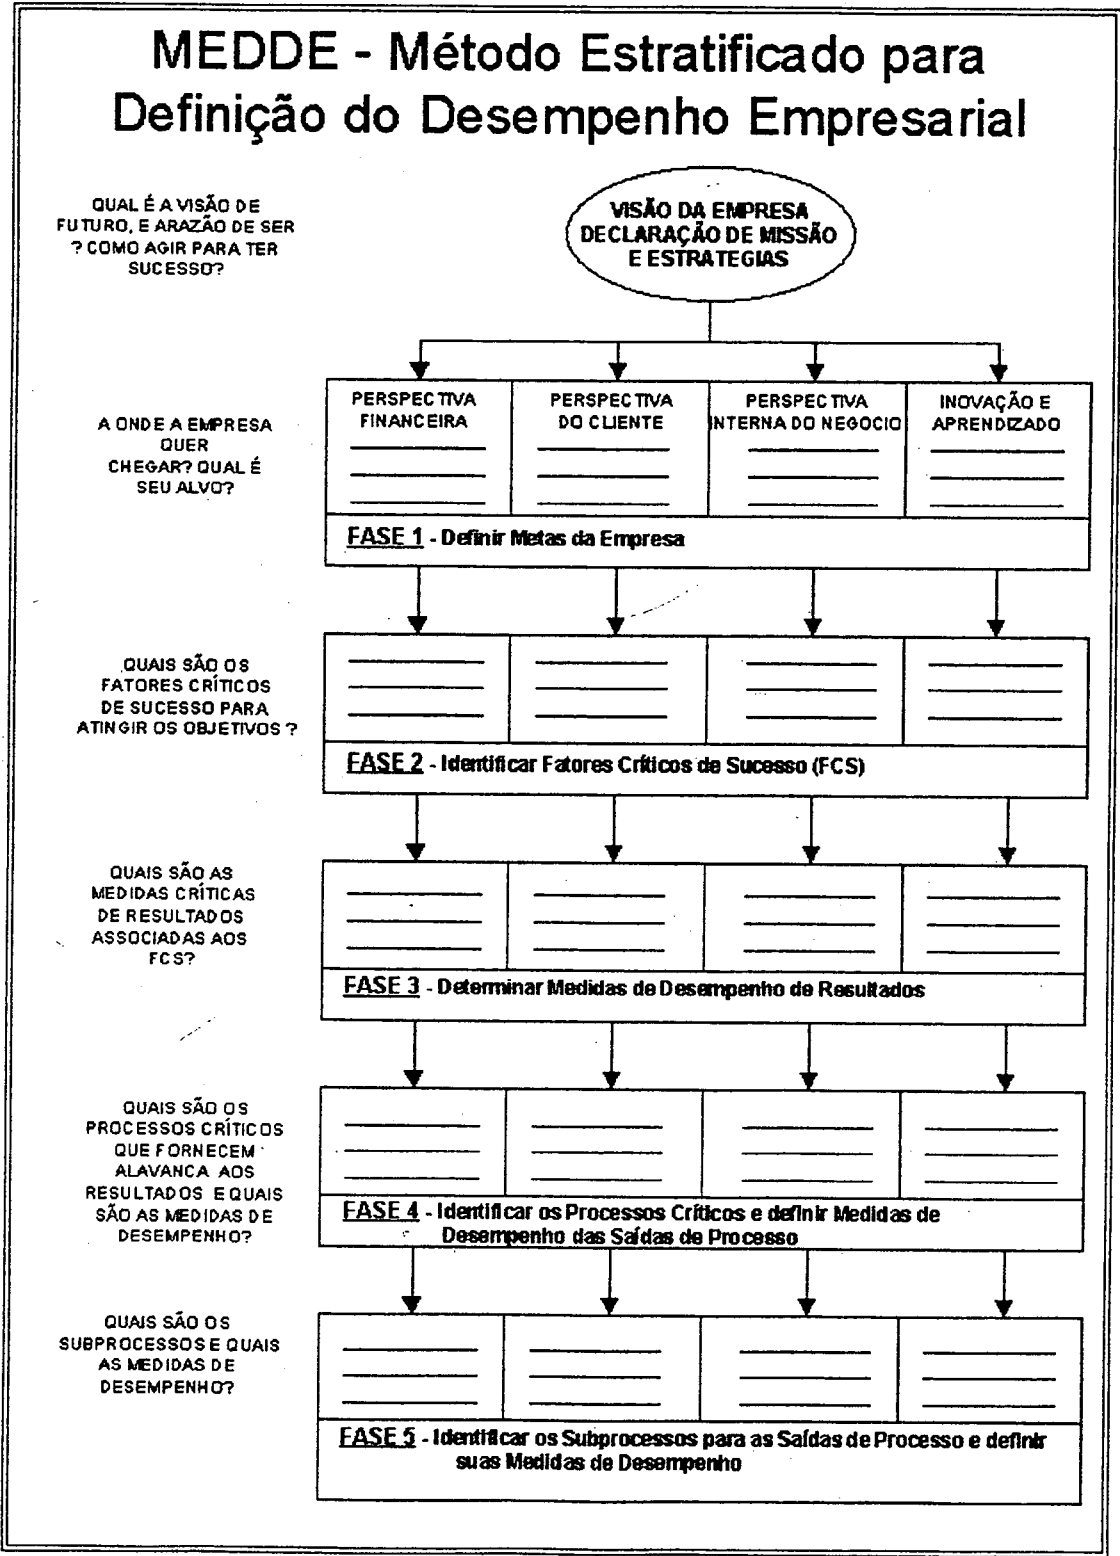 MEDDE - Método Estratificado para
Definição do Desempenho Empresarial
QUAL É A VISÃO DE
FUTURO, E ARAZÃO DE SER
? COMO AGIR PARA TER
SUCESSO?
VISÃO DA EMPRESA
DECLARAÇÃO DE MISSÃO
E ESTRATEGIAS
A ONDE A EMPRESA
QUER
CHEGAR? QUAL É
SEU ALVO?
PERSPECTIVA
FINANCEIRA
PERSPECTIVA
DO CLIENTE
PERSPECTIVA
INTERNA DO NEGOCIO
INOVAÇÃO E
APRENDIZADO
FASE 1 - Definir Metas da Empresa
QUAIS SÃO OS
FATORES CRÍTICOS
DE SUCESSO PARA
ATINGIR OS OBJETIVOS ?
FASE 2 - Identificar Fatores Críticos de Sucesso (FCS)
QUAIS SÃO AS
MEDIDAS CRÍTICAS
DE RESULTADOS
ASSOCIADAS AOS
FCS?
FASE 3 - Determinar Medidas de Desempenho de Resultados
QUAIS SÃO OS
PROCESSOS CRÍTICOS
QUE FORNECEM
ALAVANCA AOS
RESULTADOS E QUAIS
SÃO AS MEDIDAS DE
DESEMPENHO?
FASE 4 - Identificar os Processos Críticos e definir Medidas de
Desempenho das Saídas de Processo
QUAIS SÃO OS
SUBPROCESSOS E QUAIS
AS MEDIDAS DE
DESEMPENHO?
FASE 5 - Identificar os Subprocessos para as Saídas de Processo e definir
suas Medidas de Desempenho